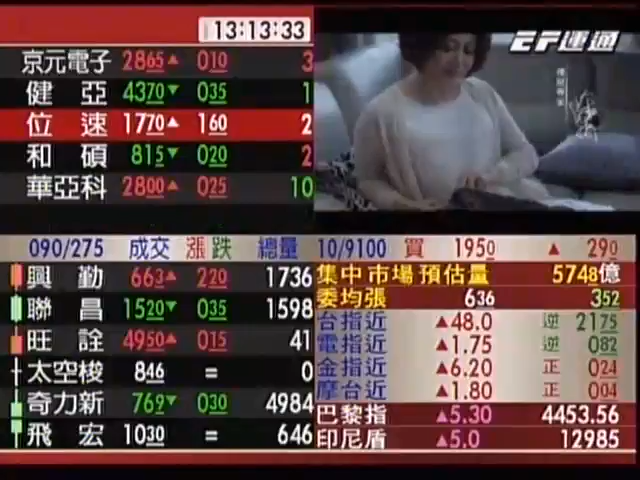 13:13:33
京元電子 2865▲ 010 3
健亞 4370▼ 035 1
位速 1770▲ 160 2
和碩 815▼ 020 2
華亞科 2800▲ 025 10
EF運通
090/275 成交 漲跌 總量
興勤 663▲ 220 1736
聯昌 1520▼ 035 1598
旺詮 4950▲ 015 41
太空梭 846 = 0
奇力新 769▼ 030 4984
飛宏 1030 = 646
10/9100 買 1950 ▲ 290
集中市場預估量 5748億
委均張 636 352
台指近 ▲48.0 逆 2175
電指近 ▲1.75 逆 082
金指近 ▲6.20 正 024
摩台近 ▲1.80 正 004
巴黎指 ▲5.30 4453.56
印尼盾 ▲5.0 12985